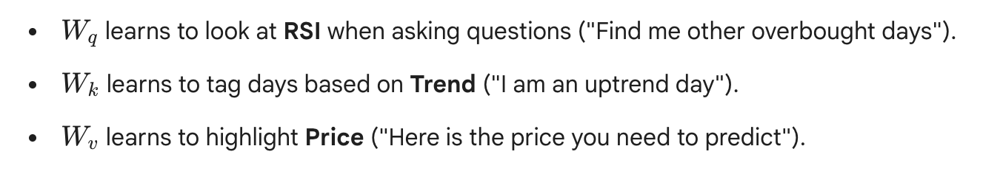 • W_q learns to look at RSI when asking questions ("Find me other overbought days").
• W_k learns to tag days based on Trend ("I am an uptrend day").
• W_v learns to highlight Price ("Here is the price you need to predict").